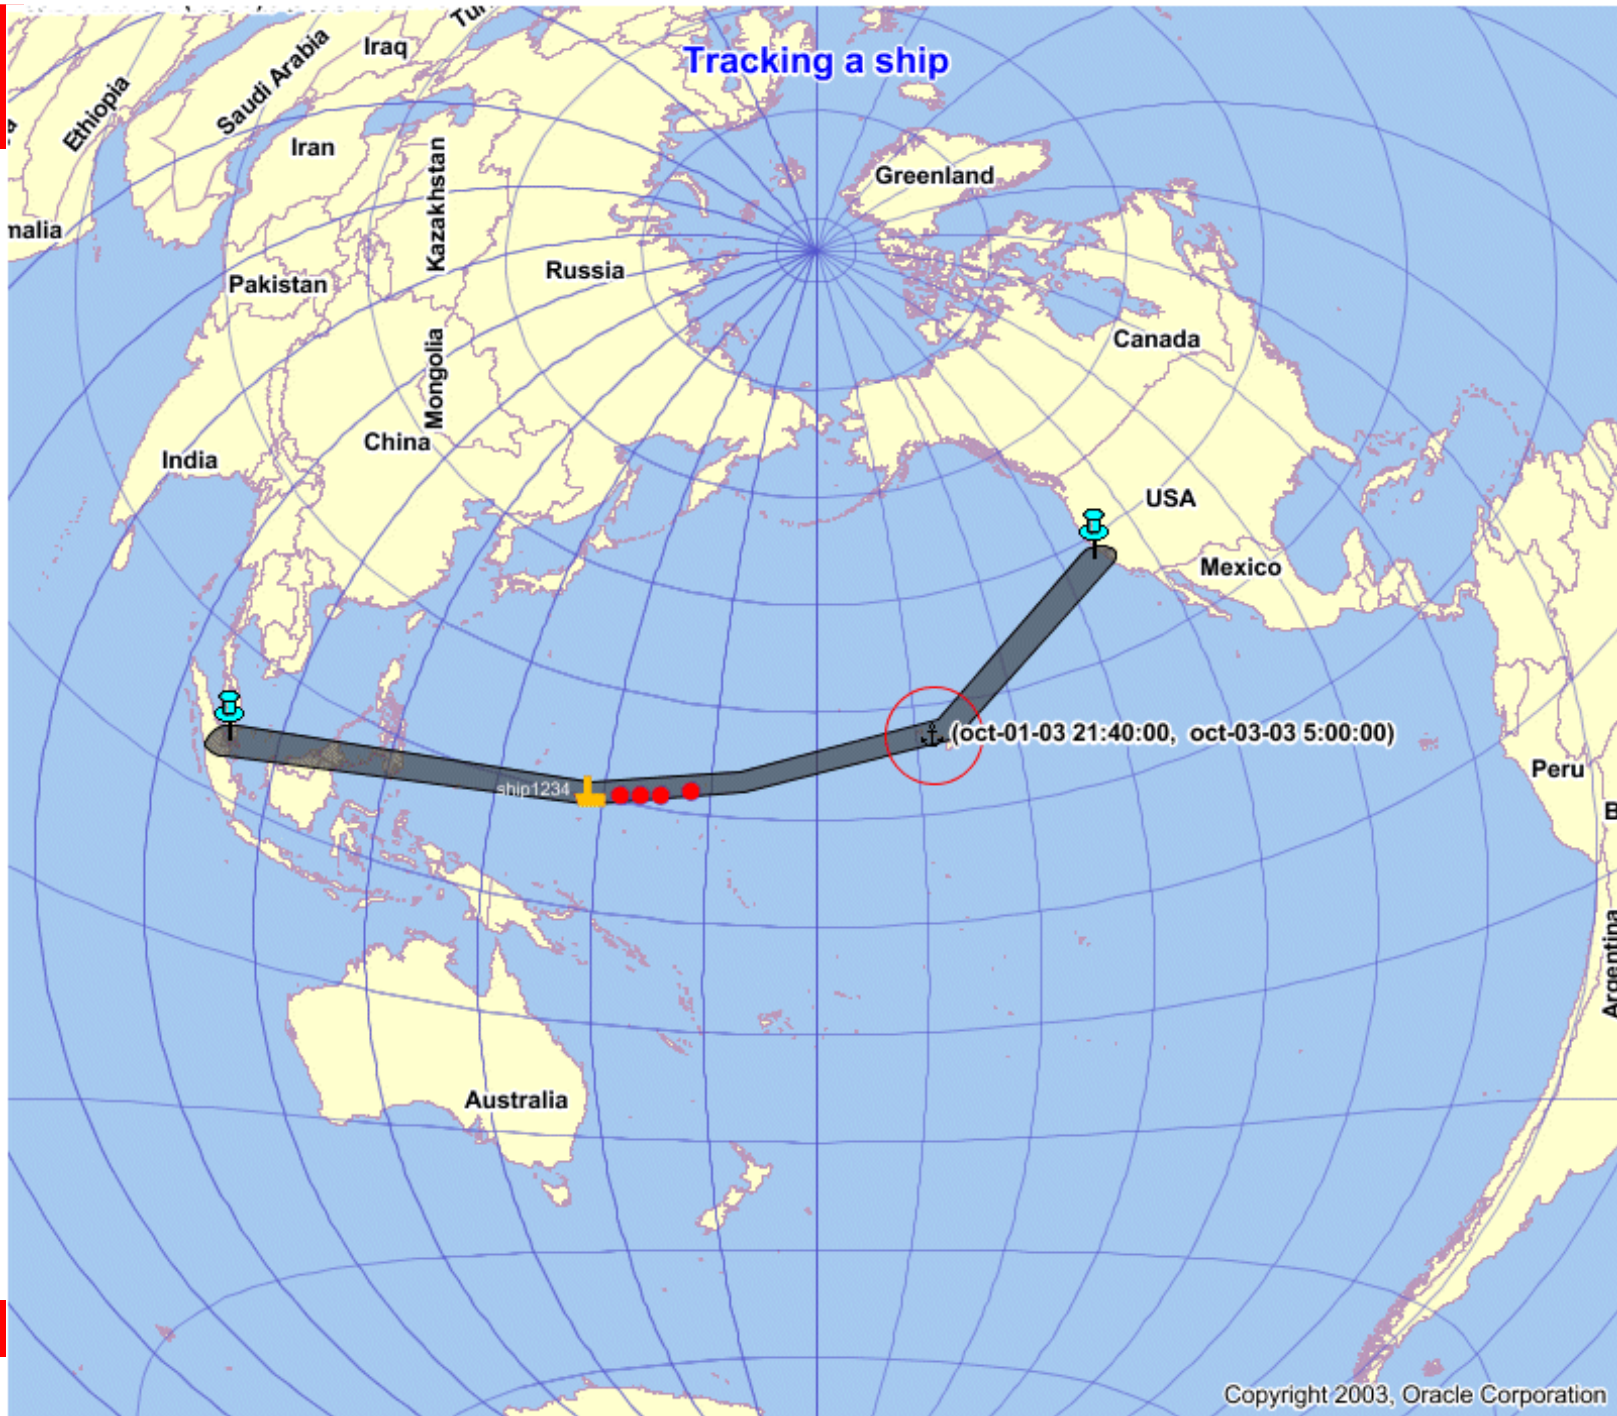 Tracking a ship
Iraq
Saudi Arabia
Ethiopia
Iran
Kazakhstan
Greenland
malia
Pakistan
Russia
Mongolia
Canada
China
India
USA
Mexico
(oct-01-03 21:40:00, oct-03-03 5:00:00)
ship1234
Peru
B
Argentina
Australia
Copyright 2003, Oracle Corporation